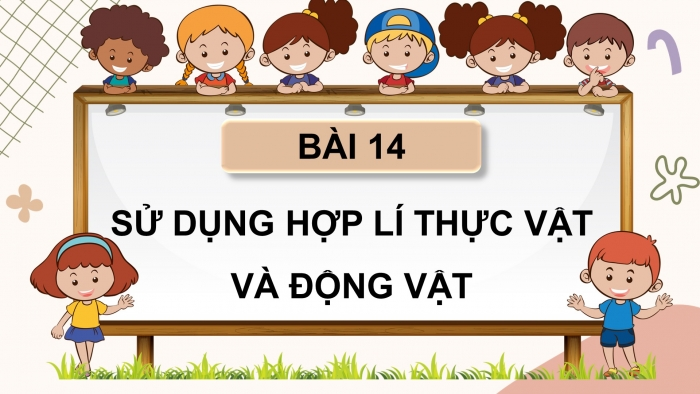 BÀI 14
SỬ DỤNG HỢP LÍ THỰC VẬT
VÀ ĐỘNG VẬT